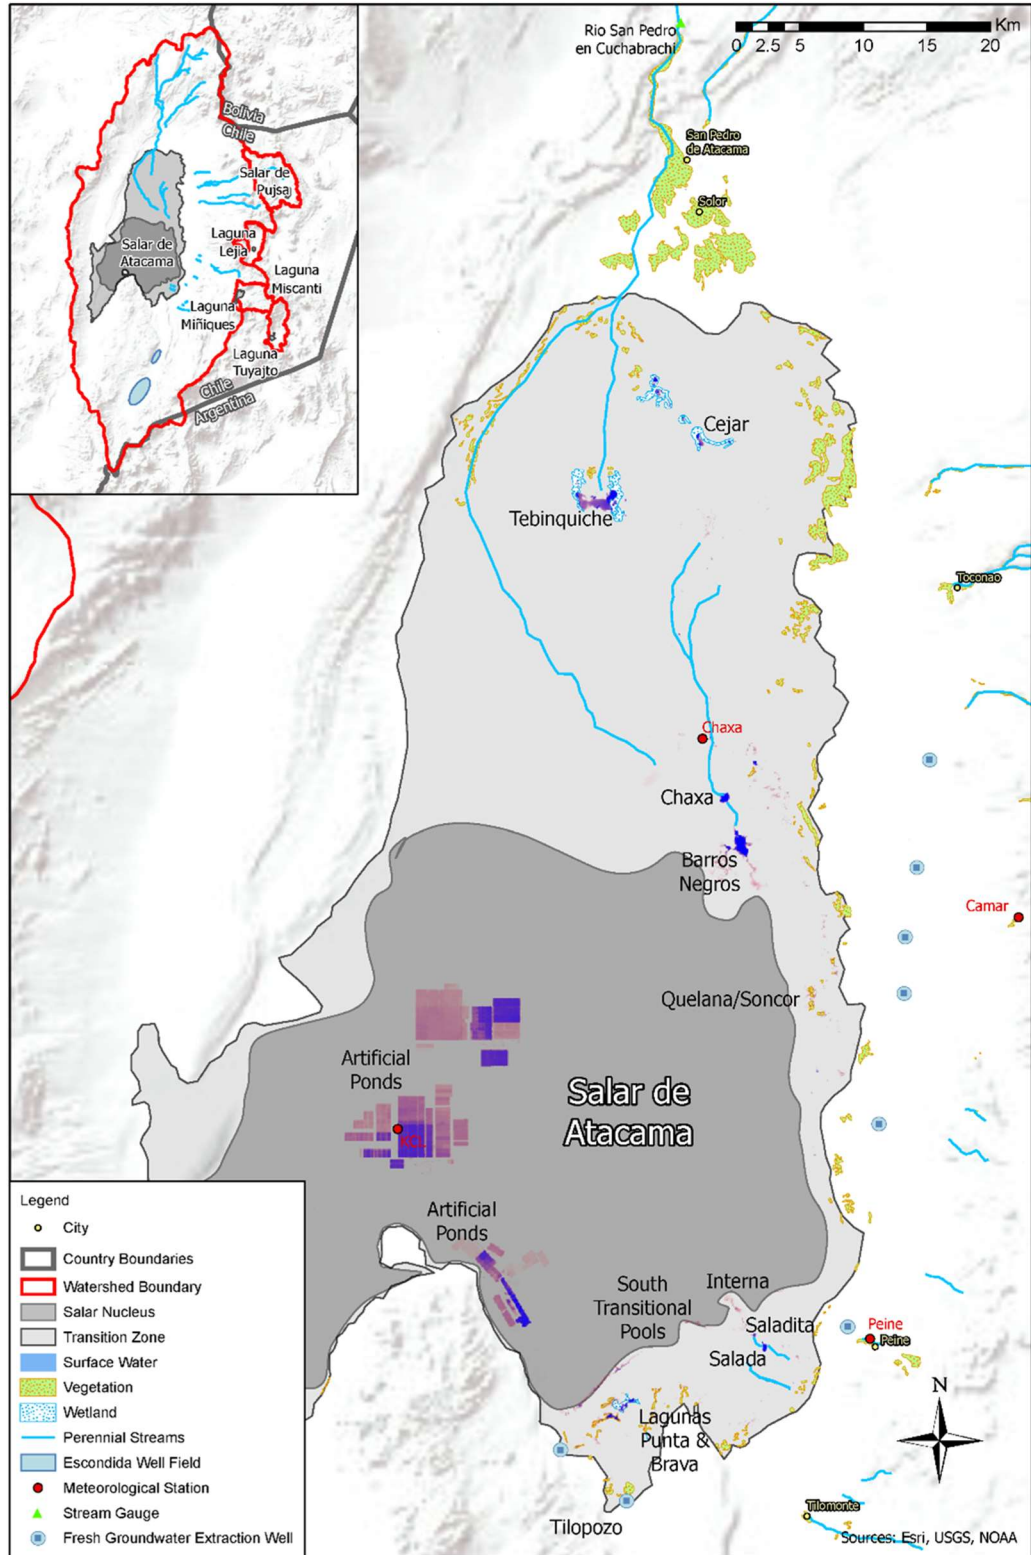 Bolivia
Chile
Salar de
Pujsa
Laguna
Lejia
Salar de
Atacama
Laguna
Miscanti
Laguna
Miñiques
Laguna
Tuyajto
Chile
Argentina
Rio San Pedro
en Cuchabrachi
Km
0 2.5 5 10 15 20
San Pedro
de Atacama
Solor
Cejar
Tebinquiche
Toconao
Chaxa
Chaxa
Barros
Negros
Camar
Quelana/Soncor
Artificial
Ponds
KCL
Salar de
Atacama
Artificial
Ponds
South
Transitional
Pools
Interna
Saladita
Salada
Peine
Peine
Lagunas
Punta &
Brava
Tilopozo
Tilomonte
N
Legend
City
Country Boundaries
Watershed Boundary
Salar Nucleus
Transition Zone
Surface Water
Vegetation
Wetland
Perennial Streams
Escondida Well Field
Meteorological Station
Stream Gauge
Fresh Groundwater Extraction Well
Sources: Esri, USGS, NOAA